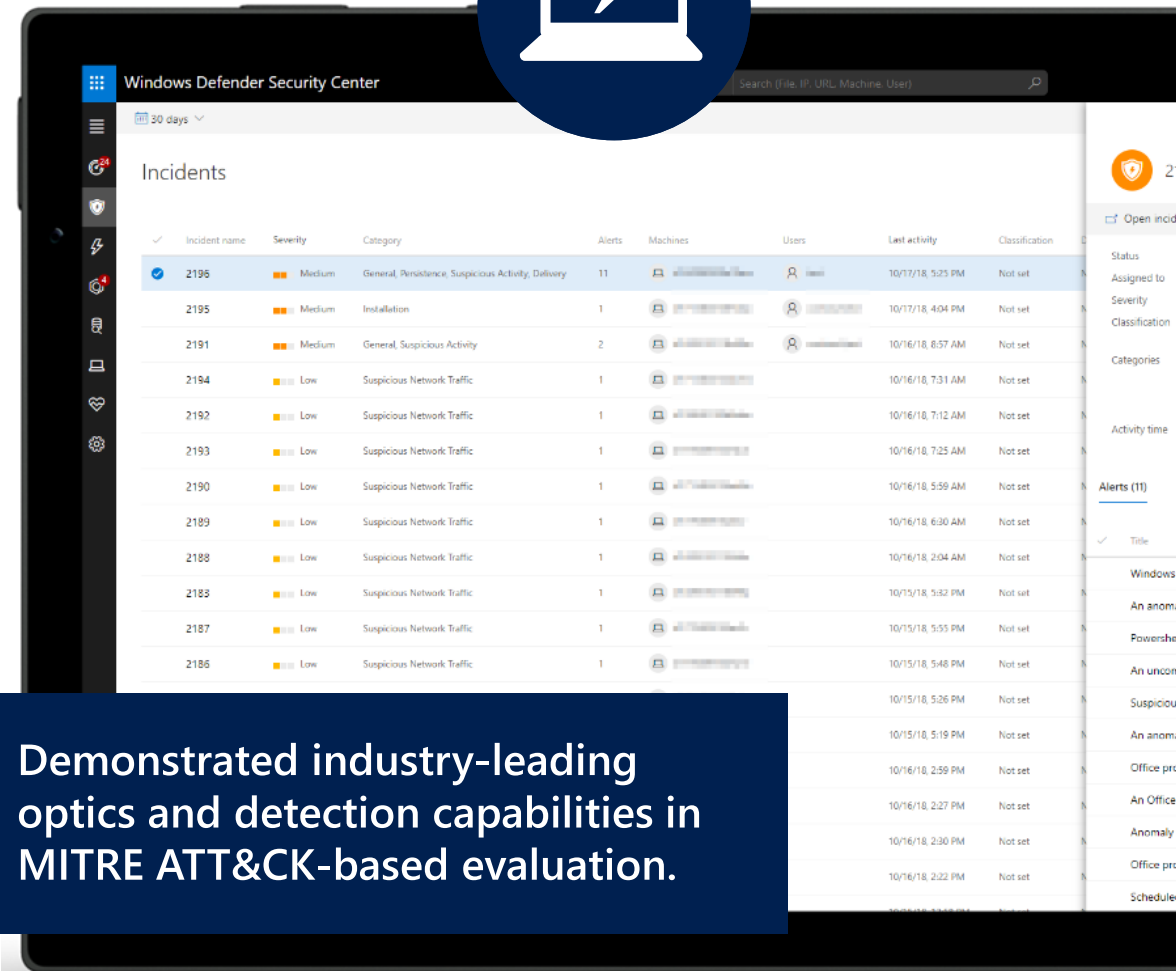 Windows Defender Security Center
Search (File, IP, URL, Machine, User)
30 days
24
4
Incidents
Incident name Severity Category Alerts Machines Users Last activity Classification
2196 Medium General, Persistence, Suspicious Activity, Delivery 11 10/17/18, 5:25 PM Not set
2195 Medium Installation 1 10/17/18, 4:04 PM Not set
2191 Medium General, Suspicious Activity 2 10/16/18, 8:57 AM Not set
2194 Low Suspicious Network Traffic 1 10/16/18, 7:31 AM Not set
2192 Low Suspicious Network Traffic 1 10/16/18, 7:12 AM Not set
2193 Low Suspicious Network Traffic 1 10/16/18, 7:25 AM Not set
2190 Low Suspicious Network Traffic 1 10/16/18, 5:59 AM Not set
2189 Low Suspicious Network Traffic 1 10/16/18, 6:30 AM Not set
2188 Low Suspicious Network Traffic 1 10/16/18, 2:04 AM Not set
2183 Low Suspicious Network Traffic 1 10/15/18, 5:32 PM Not set
2187 Low Suspicious Network Traffic 1 10/15/18, 5:55 PM Not set
2186 Low Suspicious Network Traffic 1 10/15/18, 5:48 PM Not set
10/15/18, 5:26 PM Not set
10/15/18, 5:19 PM Not set
10/16/18, 2:59 PM Not set
10/16/18, 2:27 PM Not set
10/16/18, 2:30 PM Not set
10/16/18, 2:22 PM Not set
21
Open incid
Status
Assigned to
Severity
Classification
Categories
Activity time
Alerts (11)
Title
Windows
An anoma
Powershe
An uncom
Suspiciou
An anoma
Office pro
An Office
Anomaly
Office pro
Scheduled
Demonstrated industry-leading
optics and detection capabilities in
MITRE ATT&CK-based evaluation.